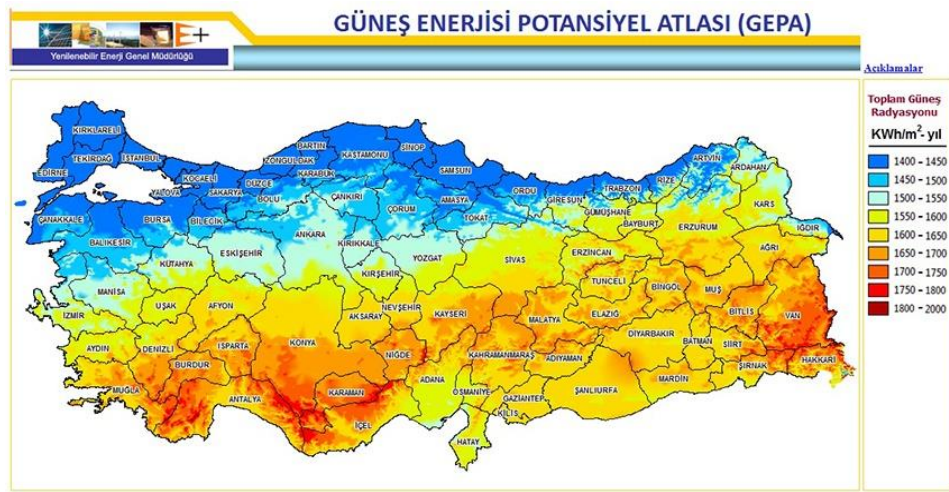 GÜNEŞ ENERJİSİ POTANSİYEL ATLASI (GEPA)
E+
Yenilenebilir Enerji Genel Müdürlüğü
Açıklamalar
Toplam Güneş
Radyasyonu
KWh/m²- yıl
1400 - 1450
1450 - 1500
1500 - 1550
1550 - 1600
1600 - 1650
1650 - 1700
1700 - 1750
1750 - 1800
1800 - 2000
KIRKLARELİ
TEKİRDAĞ
İSTANBUL
EDİRNE
KOCAELİ
YALOVA
SAKARYA
DÜZCE
ZONGULDAK
BARTIN
KARABÜK
KASTAMONU
SİNOP
SAMSUN
BOLU
ÇANKIRI
ÇORUM
AMASYA
TOKAT
ORDU
GİRESUN
TRABZON
RİZE
ARTVİN
ARDAHAN
KARS
GÜMÜŞHANE
BAYBURT
ERZURUM
IĞDIR
AĞRI
ÇANAKKALE
BURSA
BİLECİK
BALIKESİR
KÜTAHYA
ESKİŞEHİR
ANKARA
KIRIKKALE
YOZGAT
SİVAS
ERZİNCAN
TUNCELİ
BİNGÖL
MUŞ
KIRŞEHİR
MANİSA
UŞAK
AFYON
NEVŞEHİR
AKSARAY
KAYSERİ
MALATYA
ELAZIĞ
BİTLİS
VAN
İZMİR
AYDIN
DENİZLİ
ISPARTA
BURDUR
KONYA
NİĞDE
KAHRAMANMARAŞ
ADIYAMAN
DİYARBAKIR
BATMAN
SİİRT
HAKKARİ
ŞIRNAK
MARDİN
MUĞLA
ANTALYA
KARAMAN
İÇEL
ADANA
OSMANİYE
GAZİANTEP
KİLİS
ŞANLIURFA
HATAY